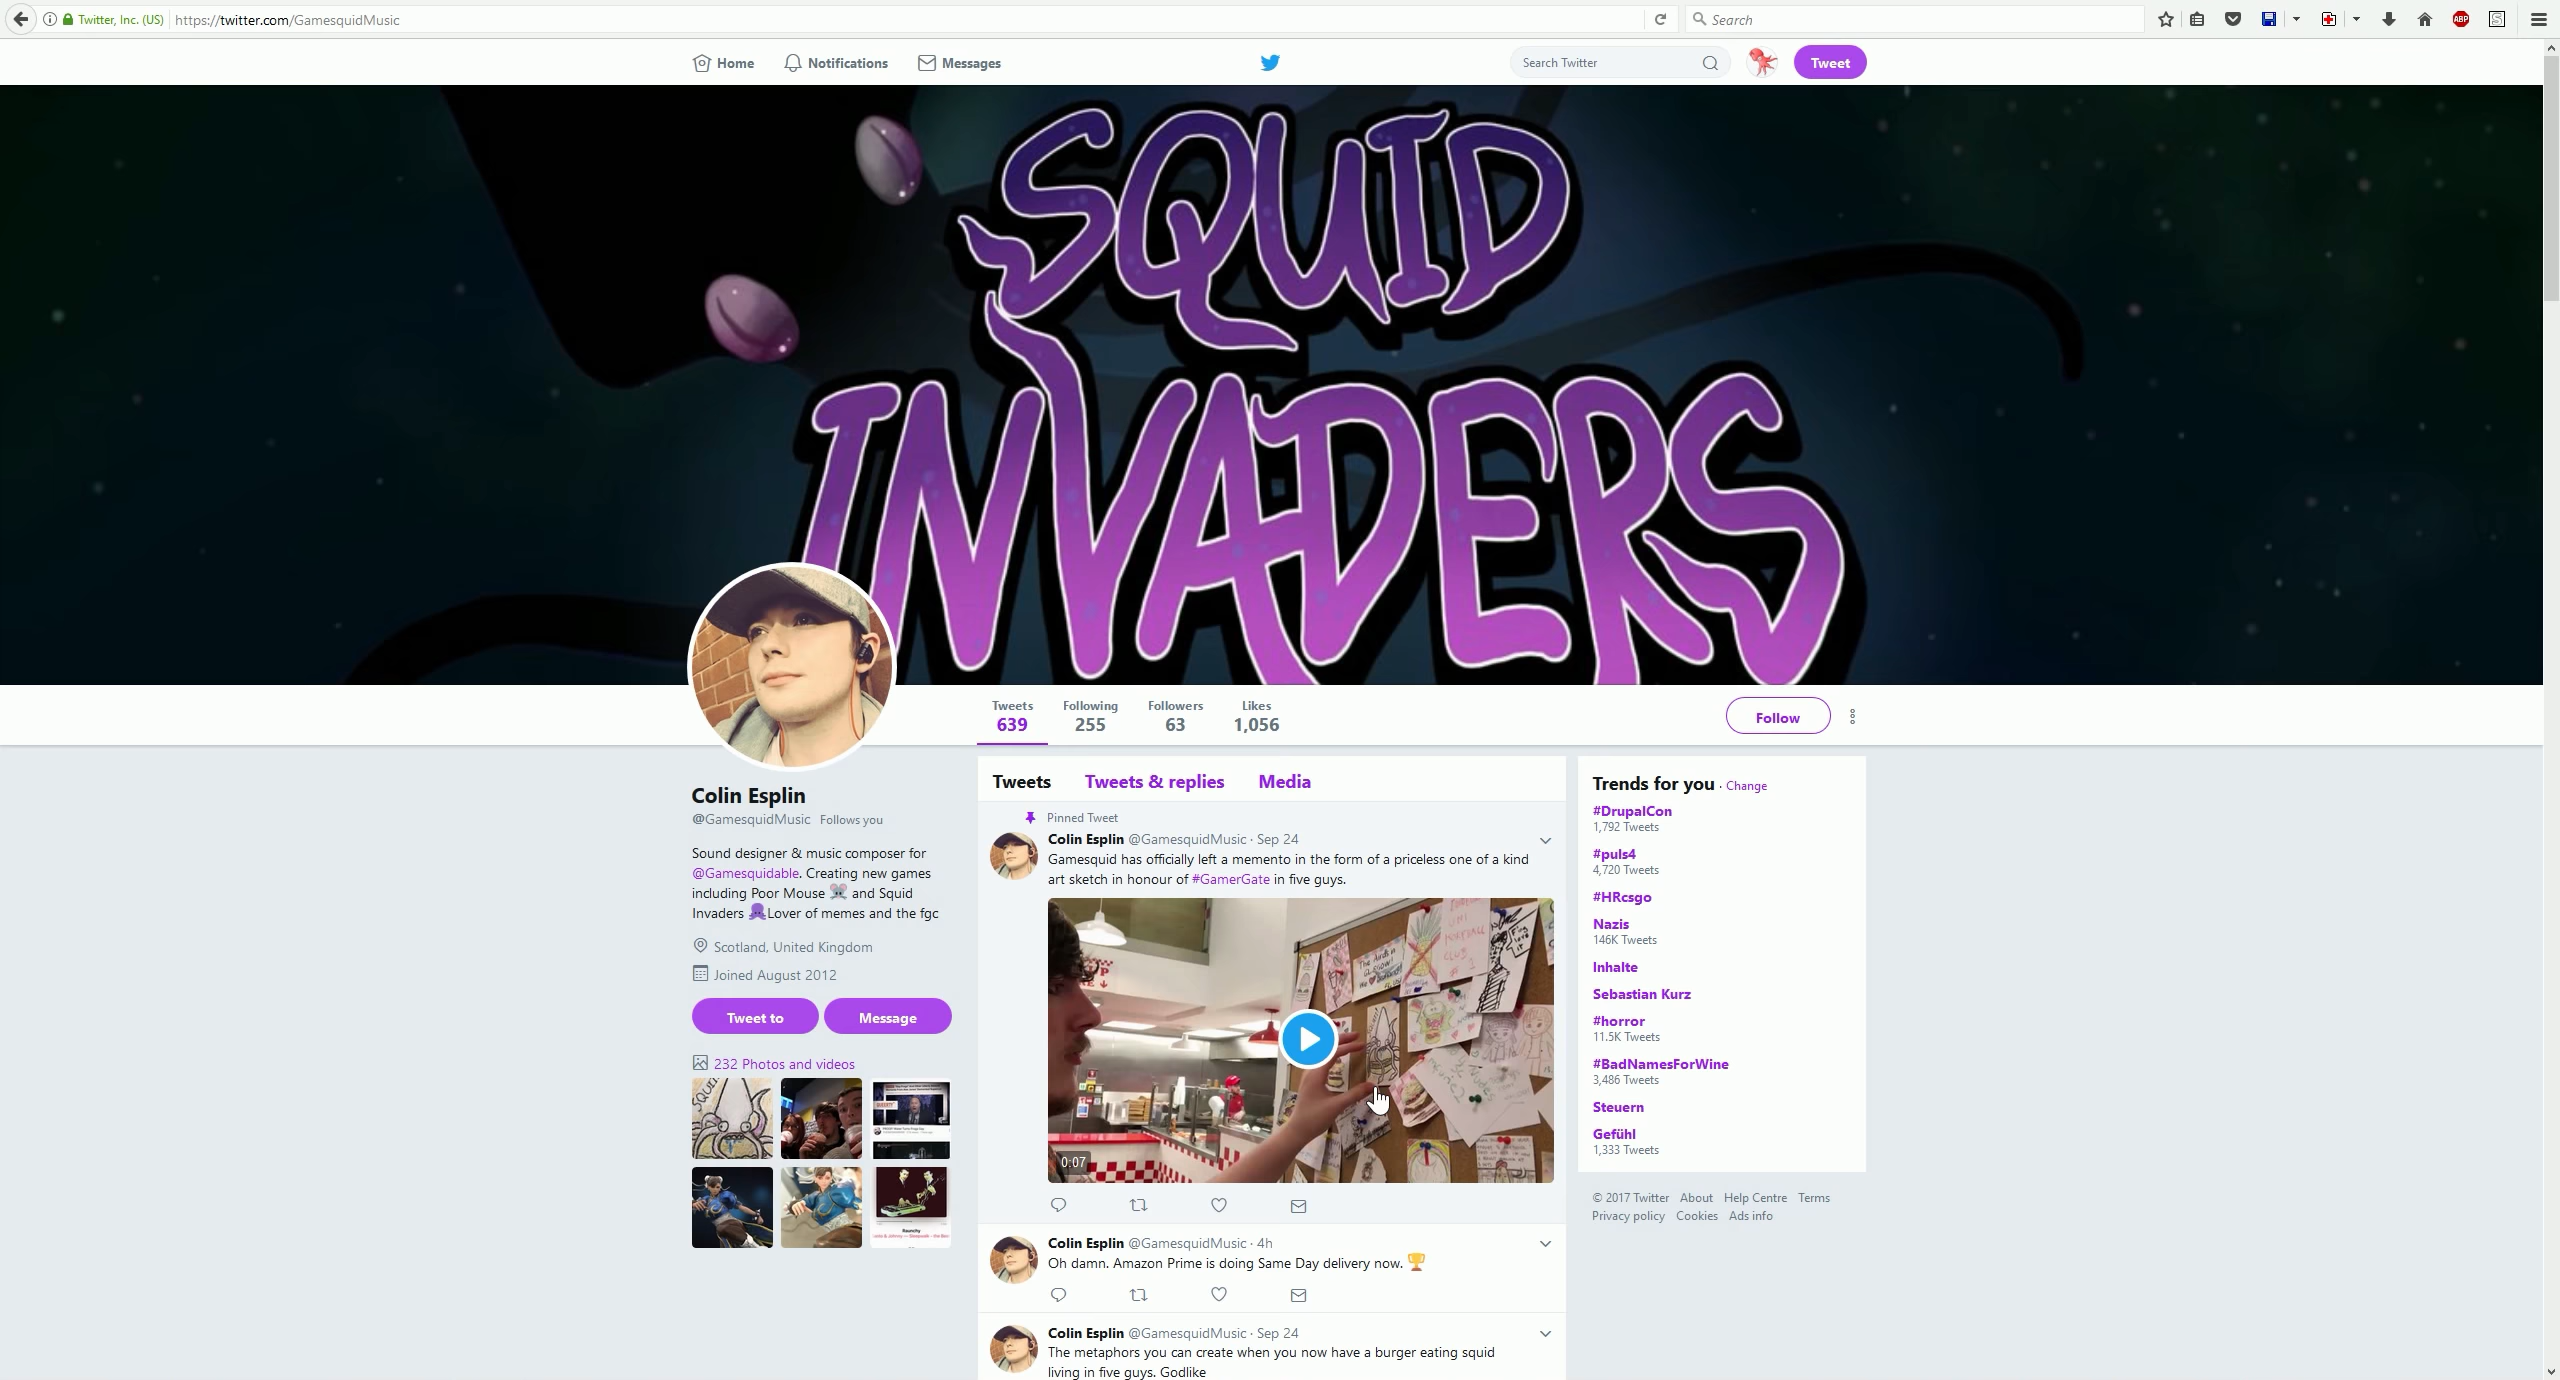 Twitter, Inc. (US)
https://twitter.com/GamesquidMusic
Search
ABP
S
Home
Notifications
Messages
Search Twitter
Tweet
SQUID
INVADERS
Tweets
639
Following
255
Followers
63
Likes
1,056
Follow
Colin Esplin
@GamesquidMusic Follows you
Sound designer & music composer for
@Gamesquidable. Creating new games
including Poor Mouse 🐭 and Squid
Invaders 🐙Lover of memes and the fgc
Scotland, United Kingdom
Joined August 2012
Tweet to
Message
232 Photos and videos
Raunchy
Tweets
Tweets & replies
Media
Pinned Tweet
Colin Esplin @GamesquidMusic · Sep 24
Gamesquid has officially left a memento in the form of a priceless one of a kind
art sketch in honour of #GamerGate in five guys.
0:07
Colin Esplin @GamesquidMusic · 4h
Oh damn. Amazon Prime is doing Same Day delivery now. 🏆
Colin Esplin @GamesquidMusic · Sep 24
The metaphors you can create when you now have a burger eating squid
living in five guys. Godlike
Trends for you · Change
#DrupalCon
1,792 Tweets
#puls4
4,720 Tweets
#HRcsgo
Nazis
146K Tweets
Inhalte
Sebastian Kurz
#horror
11.5K Tweets
#BadNamesForWine
3,486 Tweets
Steuern
Gefühl
1,333 Tweets
© 2017 Twitter About Help Centre Terms
Privacy policy Cookies Ads info